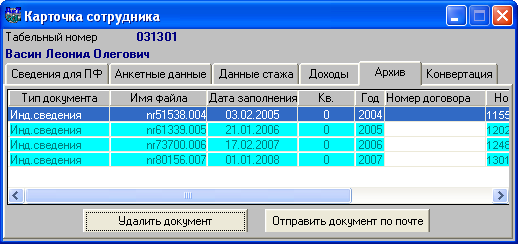 Карточка сотрудника
Табельный номер 031301
Васин Леонид Олегович
Сведения для ПФ Анкетные данные Данные стажа Доходы Архив Конвертация
Тип документа Имя файла Дата заполнения Кв. Год Номер договора Но
Инд.сведения nr51538.004 03.02.2005 0 2004 1155
Инд.сведения nr61339.005 21.01.2006 0 2005 1202
Инд.сведения nr73700.006 17.02.2007 0 2006 1248
Инд.сведения nr80156.007 01.01.2008 0 2007 1301
Удалить документ Отправить документ по почте